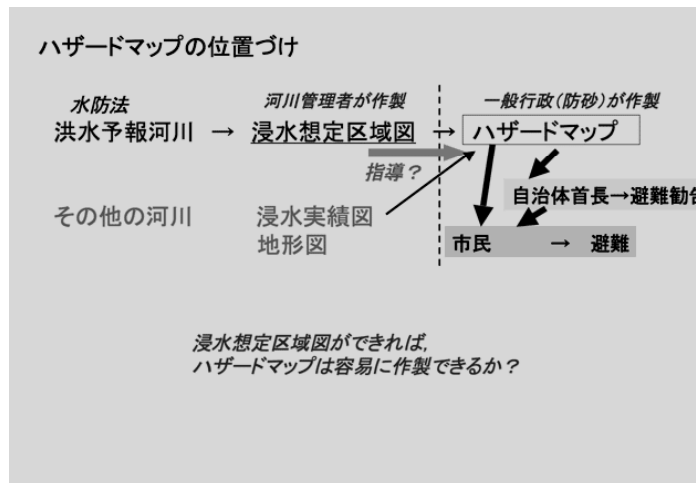 ハザードマップの位置づけ
水防法 河川管理者が作製 一般行政(防砂)が作製
洪水予報河川 → 浸水想定区域図 → ハザードマップ
指導?
自治体首長→避難勧告
その他の河川 浸水実績図
地形図
市民 → 避難
浸水想定区域図ができれば,
ハザードマップは容易に作製できるか?